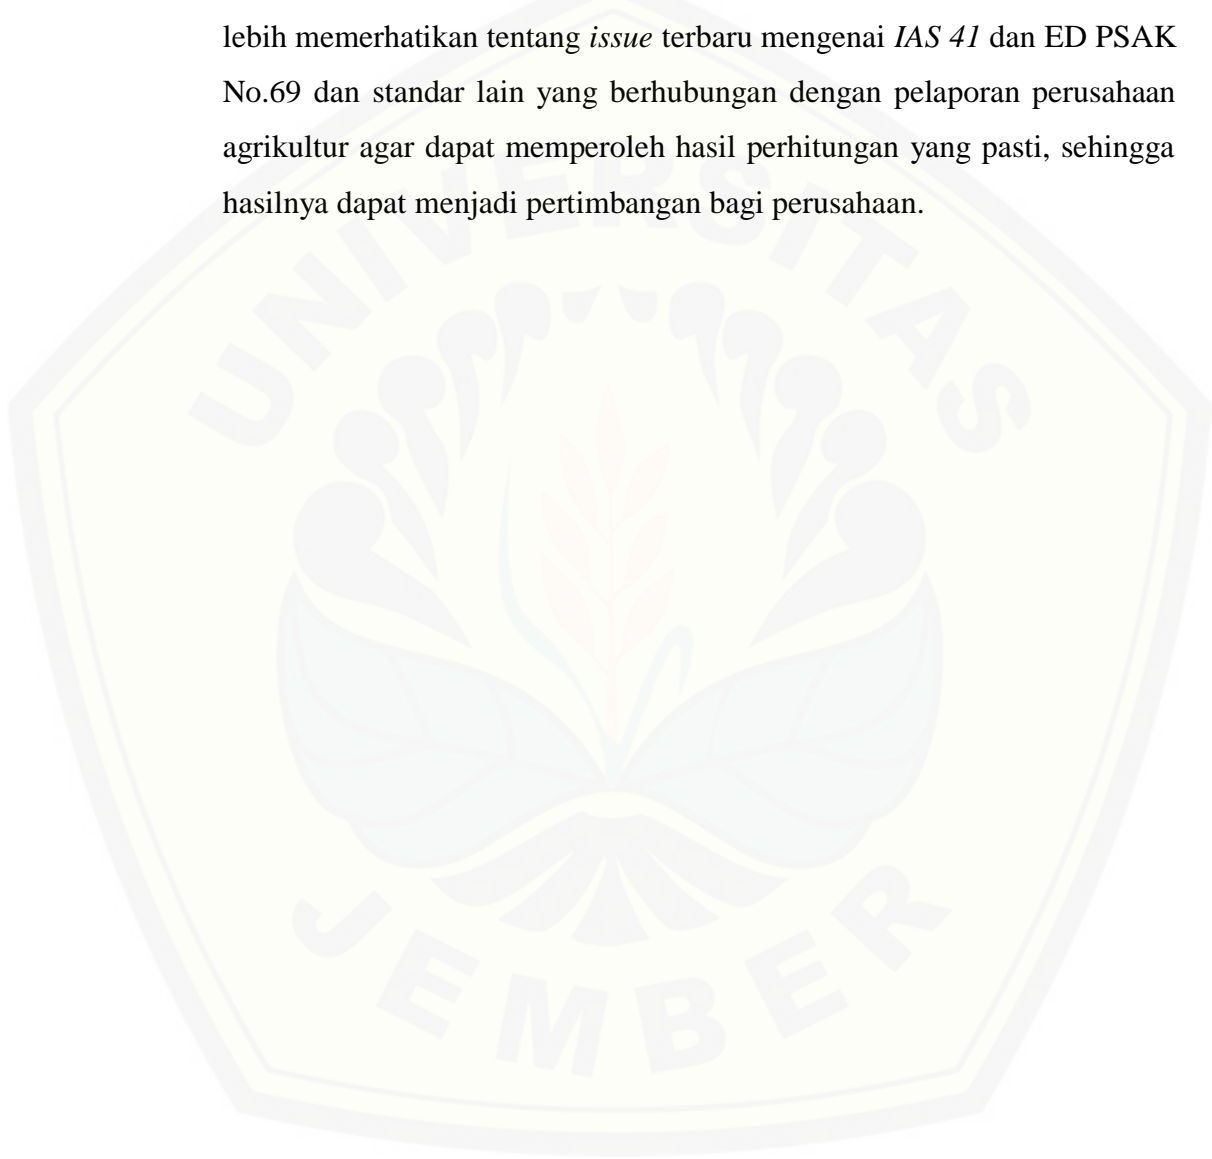 lebih memerhatikan tentang issue terbaru mengenai IAS 41 dan ED PSAK
No.69 dan standar lain yang berhubungan dengan pelaporan perusahaan
agrikultur agar dapat memperoleh hasil perhitungan yang pasti, sehingga
hasilnya dapat menjadi pertimbangan bagi perusahaan.
UNIVERSITAS
JEMBER